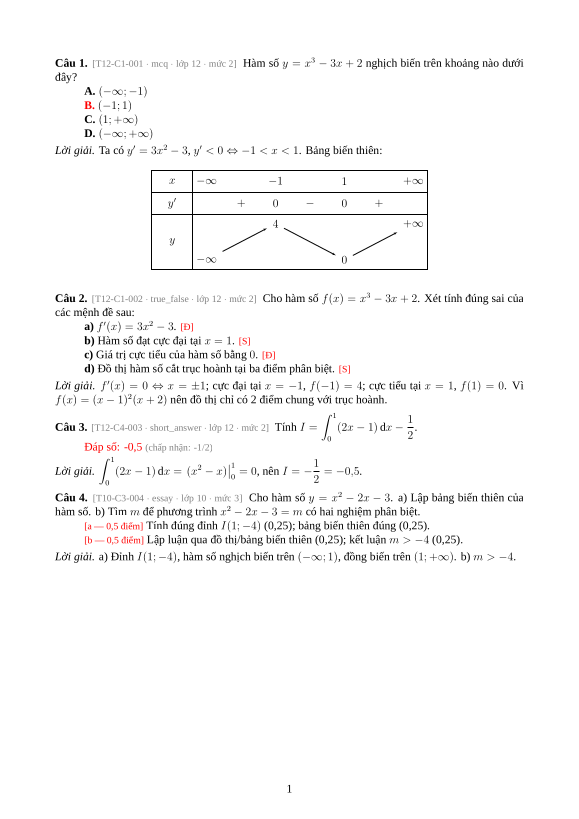 Câu 1. [T12-C1-001 · mcq · lớp 12 · mức 2] Hàm số y = x³ − 3x + 2 nghịch biến trên khoảng nào dưới
đây?
A. (−∞; −1)
B. (−1; 1)
C. (1; +∞)
D. (−∞; +∞)
Lời giải. Ta có y′ = 3x² − 3, y′ < 0 ⇔ −1 < x < 1. Bảng biến thiên:
x −∞ −1 1 +∞
y′ + 0 − 0 +
4 +∞
y
−∞ 0
Câu 2. [T12-C1-002 · true_false · lớp 12 · mức 2] Cho hàm số f(x) = x³ − 3x + 2. Xét tính đúng sai của
các mệnh đề sau:
a) f′(x) = 3x² − 3. [Đ]
b) Hàm số đạt cực đại tại x = 1. [S]
c) Giá trị cực tiểu của hàm số bằng 0. [Đ]
d) Đồ thị hàm số cắt trục hoành tại ba điểm phân biệt. [S]
Lời giải. f′(x) = 0 ⇔ x = ±1; cực đại tại x = −1, f(−1) = 4; cực tiểu tại x = 1, f(1) = 0. Vì
f(x) = (x − 1)²(x + 2) nên đồ thị chỉ có 2 điểm chung với trục hoành.
Câu 3. [T12-C4-003 · short_answer · lớp 12 · mức 2] Tính I = ∫₀¹ (2x − 1) dx − 1/2.
Đáp số: -0,5 (chấp nhận: -1/2)
Lời giải. ∫₀¹ (2x − 1) dx = (x² − x)|₀¹ = 0, nên I = −1/2 = −0,5.
Câu 4. [T10-C3-004 · essay · lớp 10 · mức 3] Cho hàm số y = x² − 2x − 3. a) Lập bảng biến thiên của
hàm số. b) Tìm m để phương trình x² − 2x − 3 = m có hai nghiệm phân biệt.
[a — 0,5 điểm] Tính đúng đỉnh I(1; −4) (0,25); bảng biến thiên đúng (0,25).
[b — 0,5 điểm] Lập luận qua đồ thị/bảng biến thiên (0,25); kết luận m > −4 (0,25).
Lời giải. a) Đỉnh I(1; −4), hàm số nghịch biến trên (−∞; 1), đồng biến trên (1; +∞). b) m > −4.
1